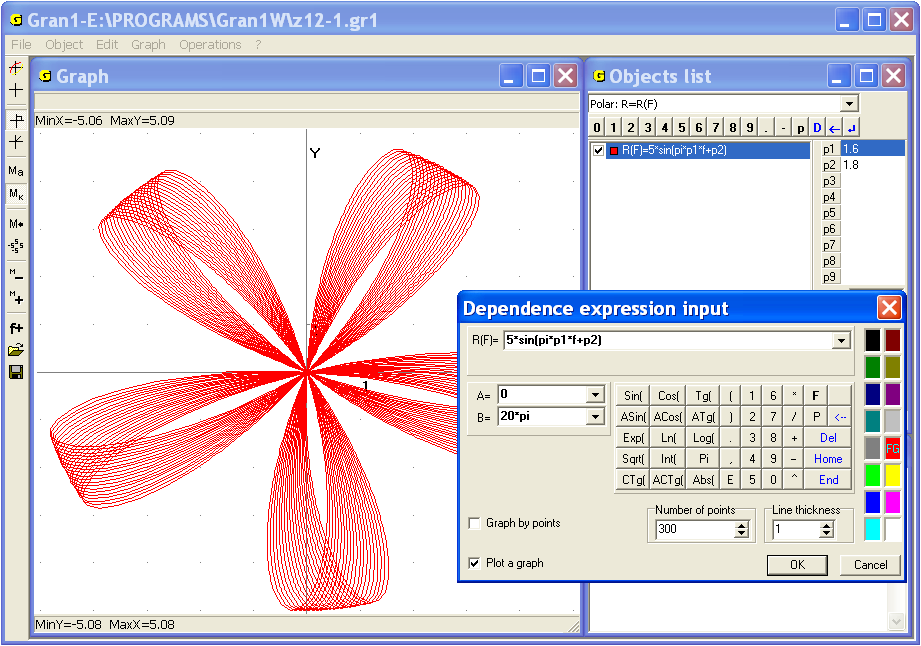 Gran1-E:\PROGRAMS\Gran1W\z12-1.gr1
File Object Edit Graph Operations ?
Graph
MinX=-5.06 MaxY=5.09
Y
1
MinY=-5.08 MaxX=5.08
Ma
Mк
M
M
M+
f+
Objects list
Polar: R=R(F)
0 1 2 3 4 5 6 7 8 9 . - p D ← ↵
R(F)=5*sin(pi*p1*f+p2)
p1 1.6
p2 1.8
p3
p4
p5
p6
p7
p8
p9
Dependence expression input
R(F)= 5*sin(pi*p1*f+p2)
A= 0
B= 20*pi
Sin( Cos( Tg( ( 1 6 * F
ASin( ACos( ATg( ) 2 7 / P <--
Exp( Ln( Log( . 3 8 + Del
Sqrt( Int( Pi , 4 9 - Home
CTg( ACTg( Abs( E 5 0 ^ End
FG
Graph by points
Number of points
300
Line thickness
1
Plot a graph
OK Cancel